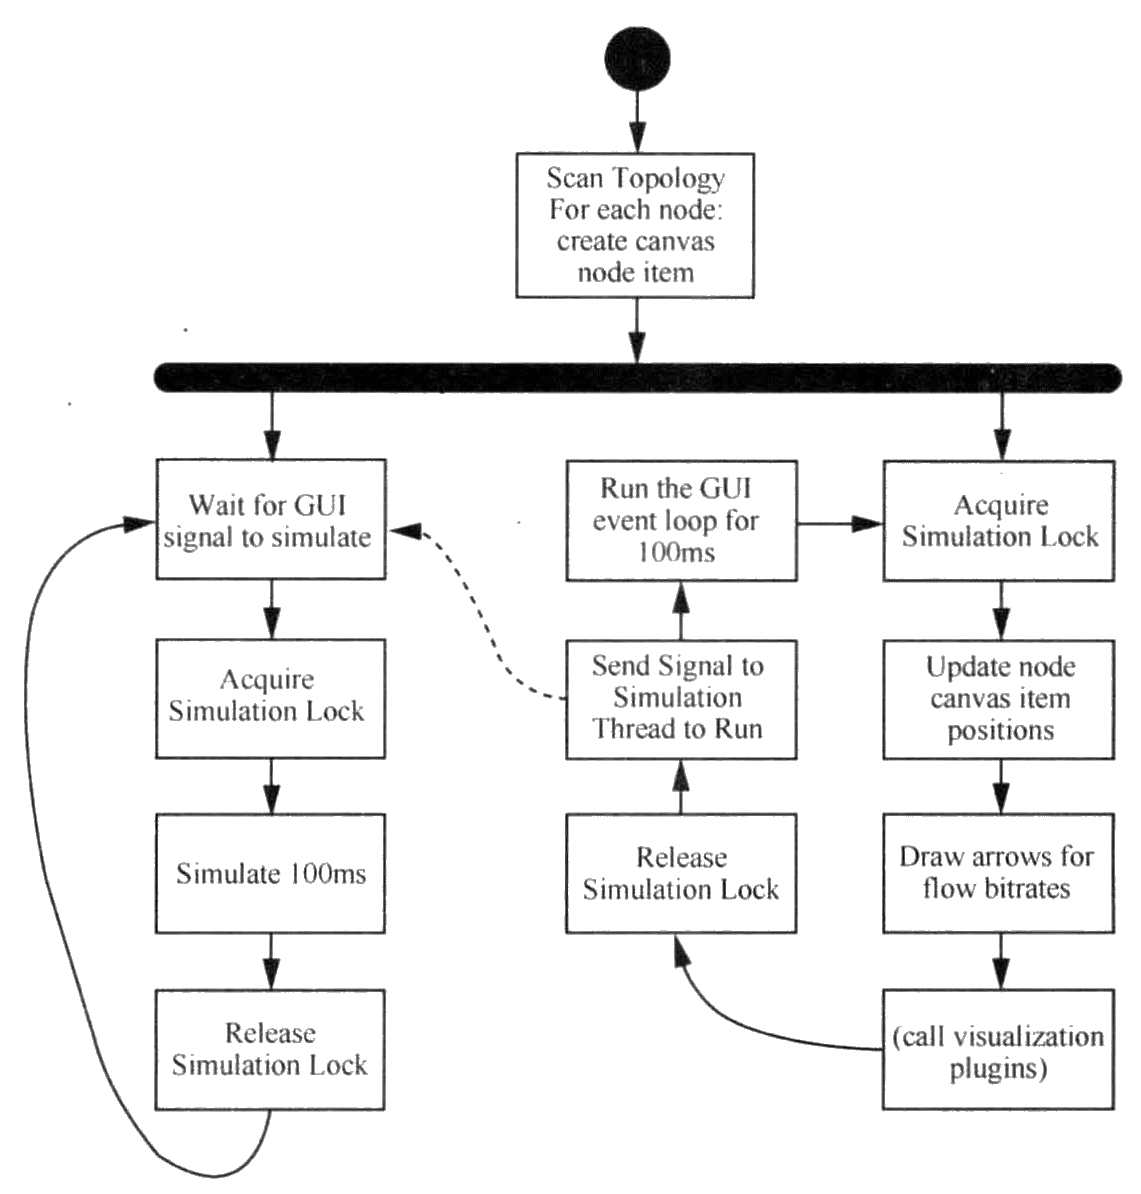 Scan Topology
For each node:
create canvas
node item
Wait for GUI
signal to simulate
Acquire
Simulation Lock
Simulate 100ms
Release
Simulation Lock
Run the GUI
event loop for
100ms
Send Signal to
Simulation
Thread to Run
Release
Simulation Lock
Acquire
Simulation Lock
Update node
canvas item
positions
Draw arrows for
flow bitrates
(call visualization
plugins)